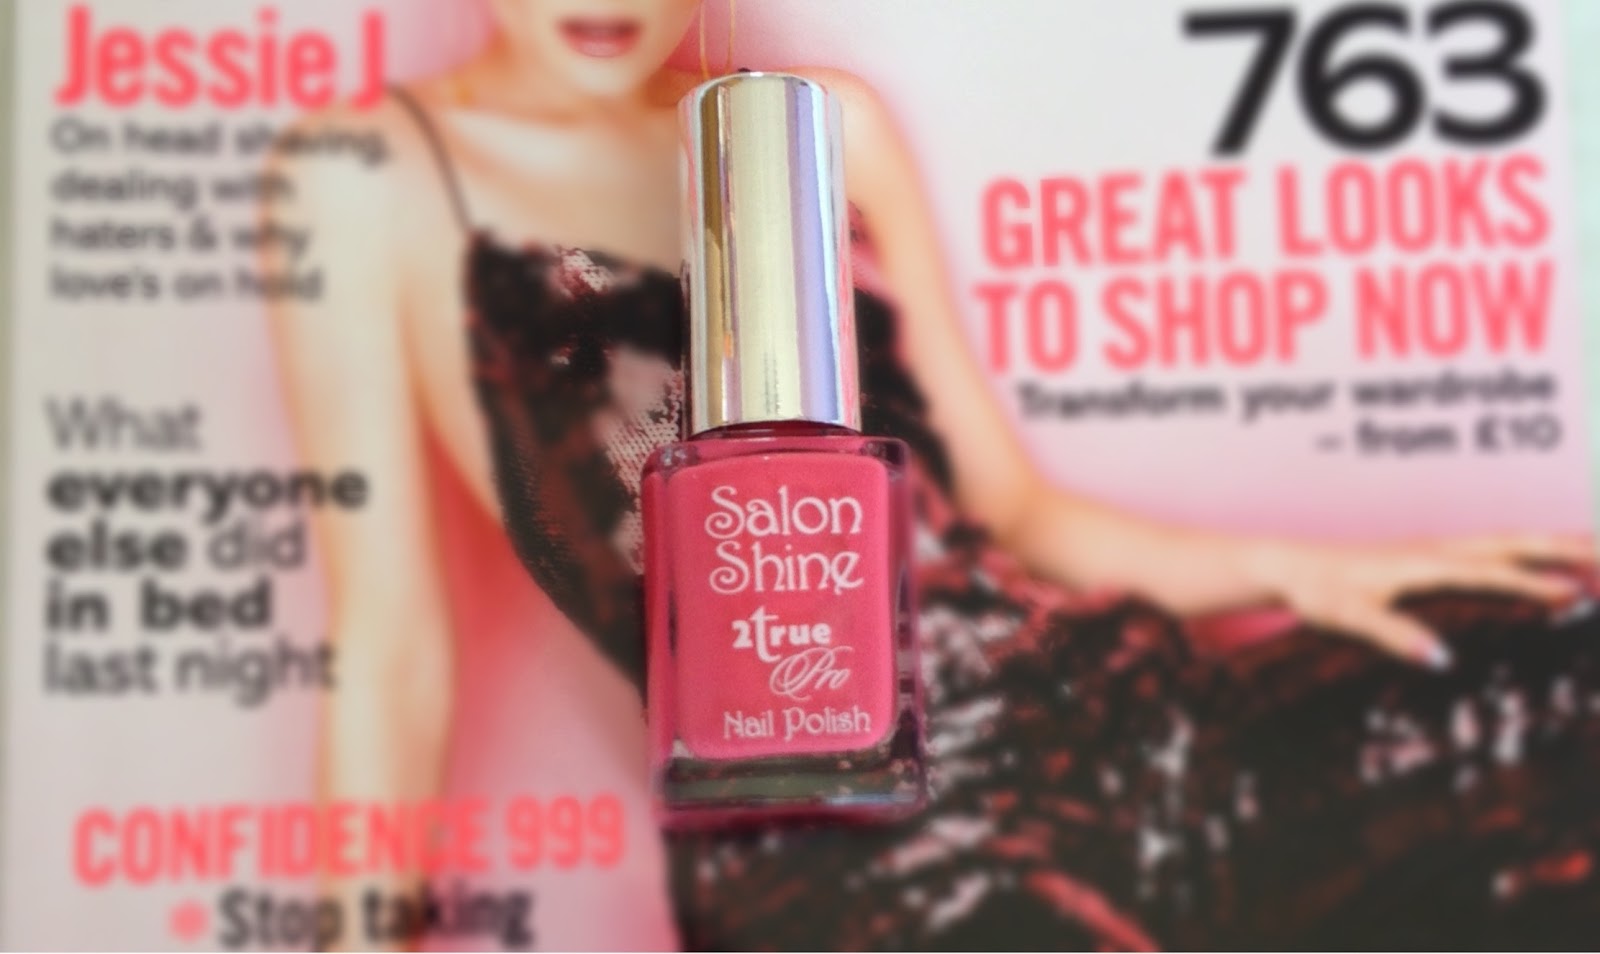 Jessie J
On head shaving,
dealing with
haters & why
love's on hold
What
everyone
else did
in bed
last night
CONFIDENCE 999
* Stop taking
763
GREAT LOOKS
TO SHOP NOW
Transform your wardrobe
– from £10
Salon
Shine
2true
Pro
Nail Polish